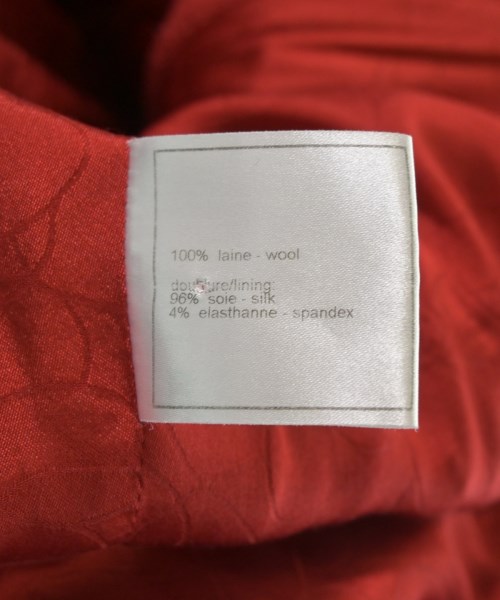 100% laine - wool
doublure/lining:
96% soie - silk
4% elasthanne - spandex